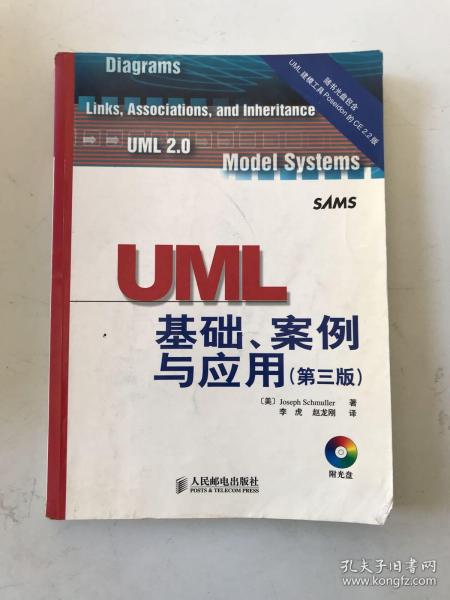 Diagrams
随书光盘包含
UML建模工具Poseidon的CE 2.2版
Links, Associations, and Inheritance
UML 2.0
Model Systems
SAMS
UML
基础、案例
与应用(第三版)
〔美〕Joseph Schmuller 著
李虎 赵龙刚 译
人民邮电出版社
POSTS & TELECOM PRESS
附光盘
孔夫子旧书网
www.kongfz.com